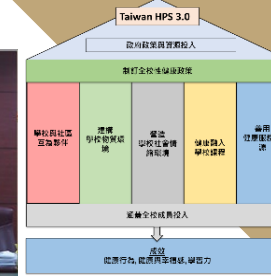 Taiwan HPS 3.0
政府政策與資源投入
制訂全校性健康政策
學校與社區
互為夥伴
建構
學校物質環
境
營造
學校社會情
緒環境
健康融入
學校課程
善用
健康服務資
源
涵蓋全校成員投入
成效
健康行為, 健康與幸福感, 學習力